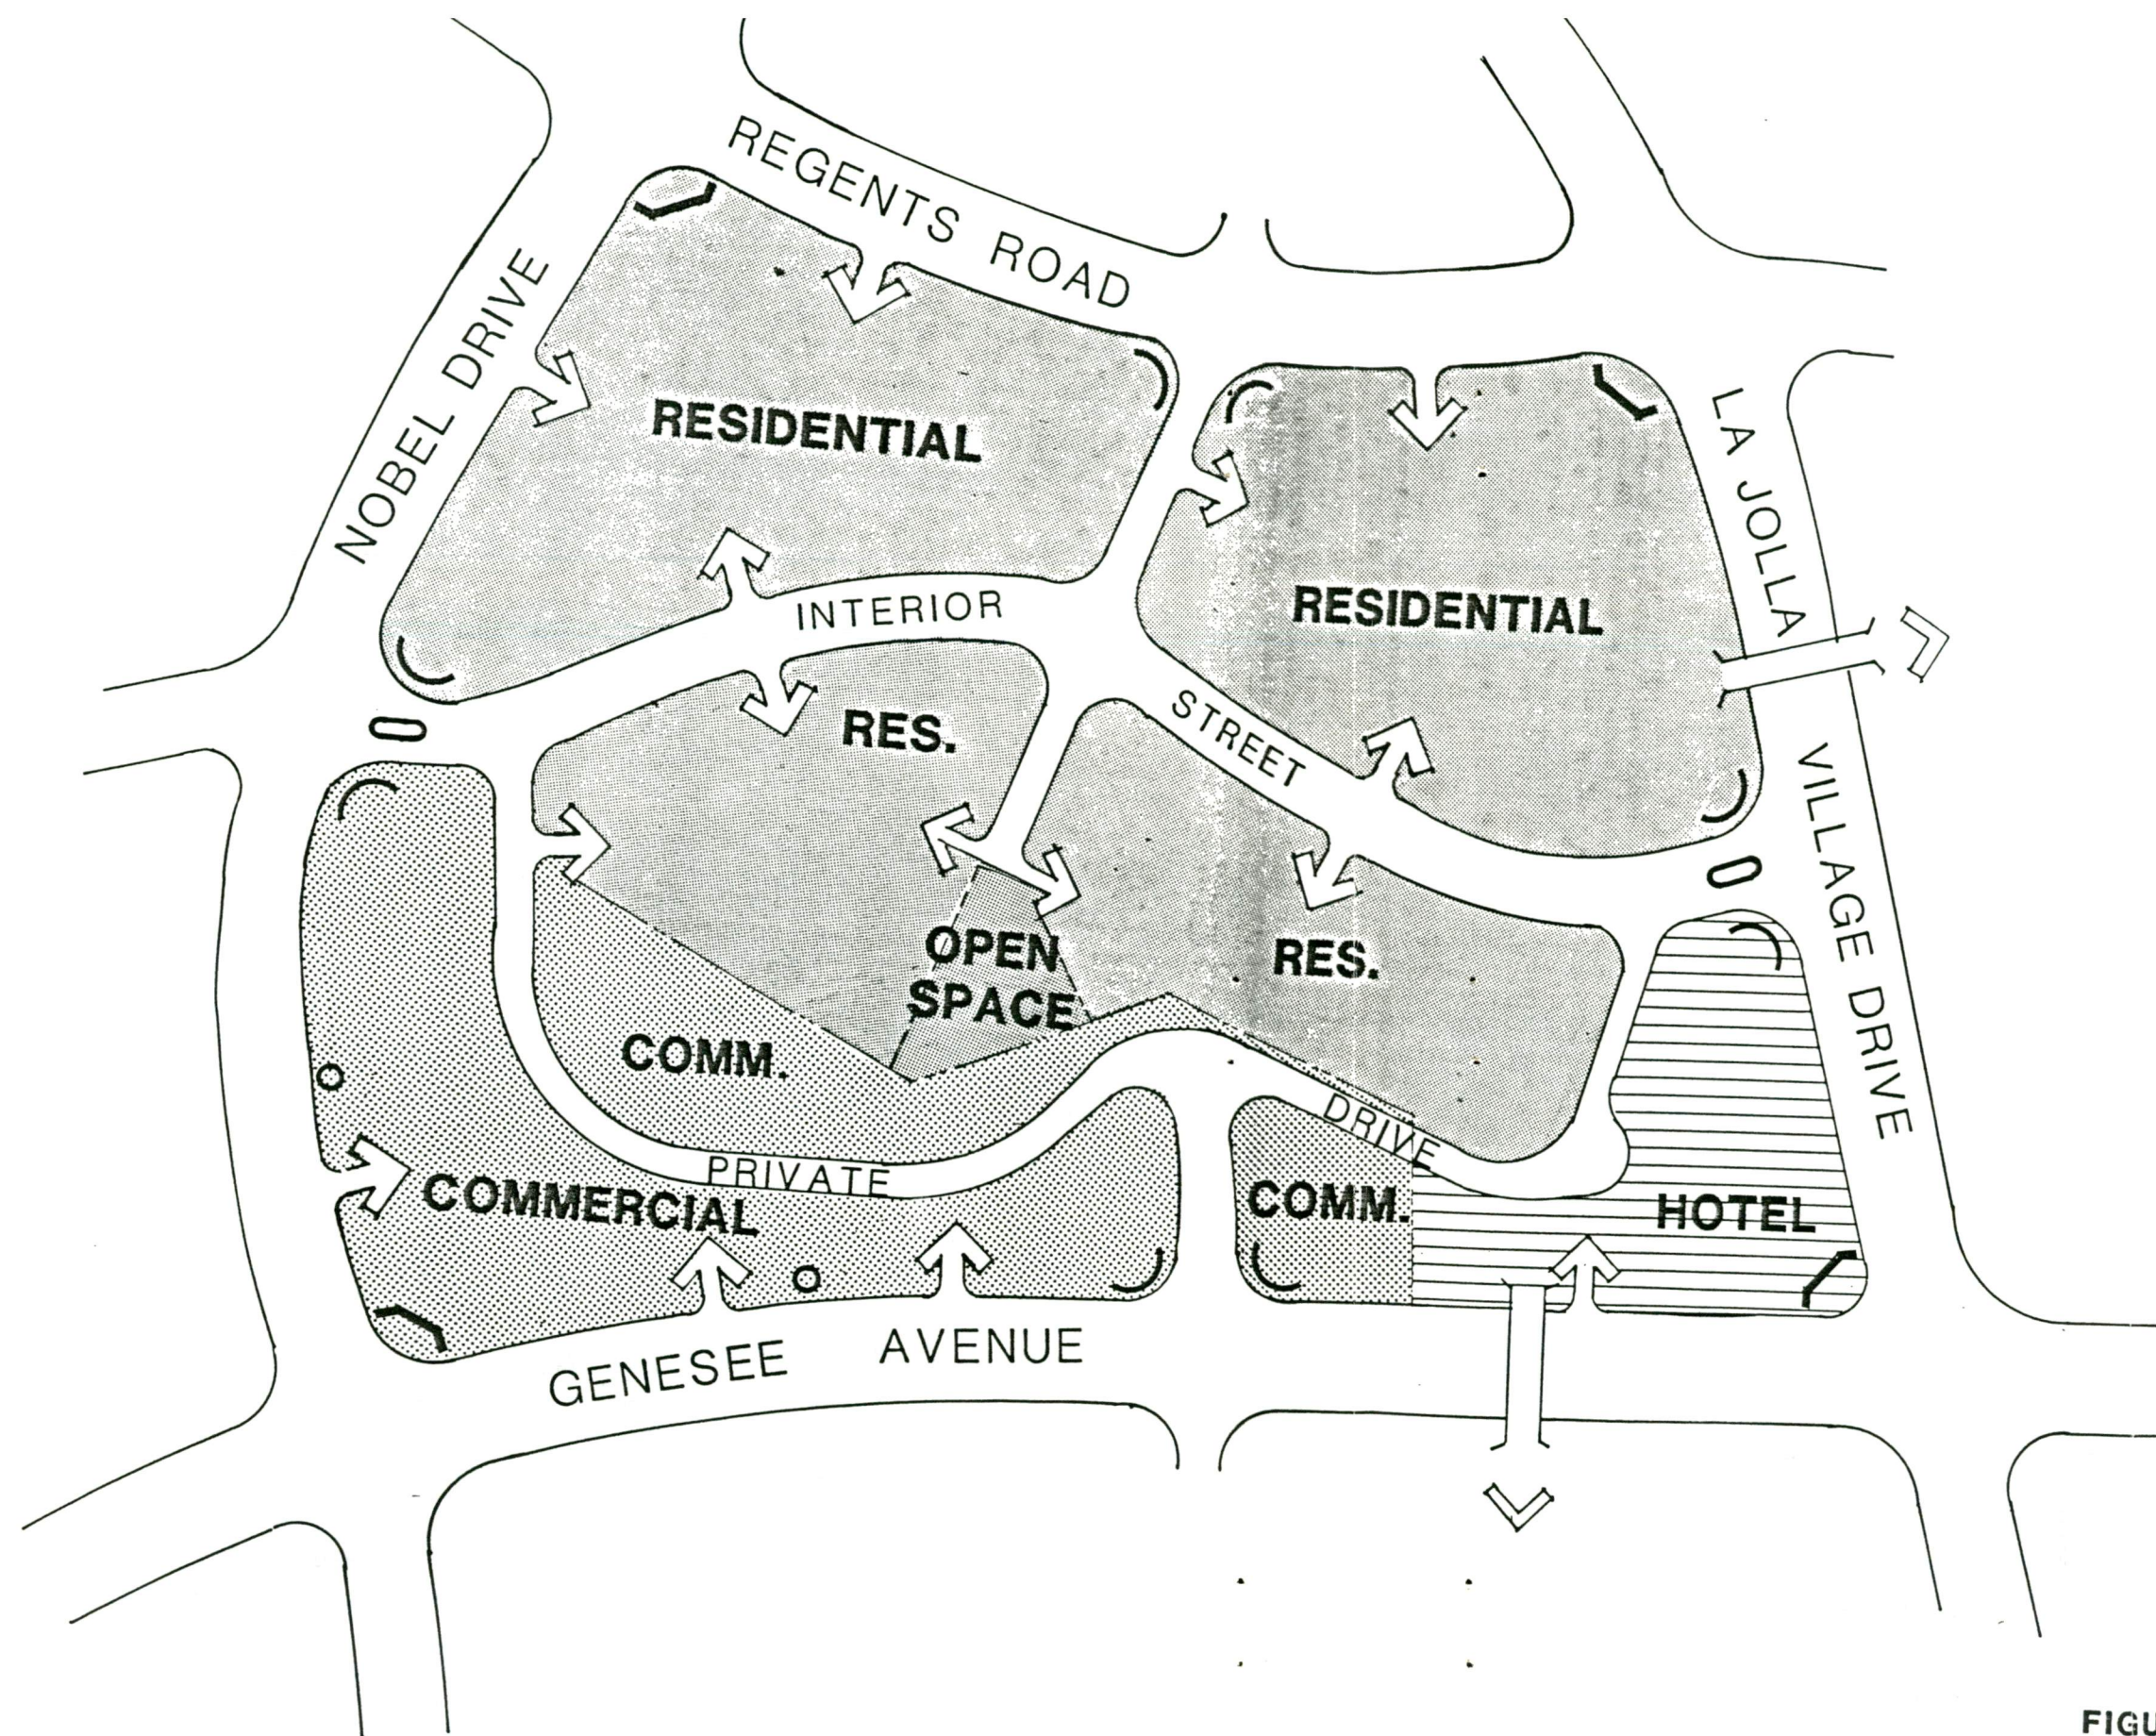 REGENTS ROAD
NOBEL DRIVE
RESIDENTIAL
LA JOLLA
VILLAGE DRIVE
RESIDENTIAL
INTERIOR
STREET
RES.
OPEN
SPACE
RES.
COMM.
PRIVATE
DRIVE
COMMERCIAL
COMM.
HOTEL
GENESEE AVENUE